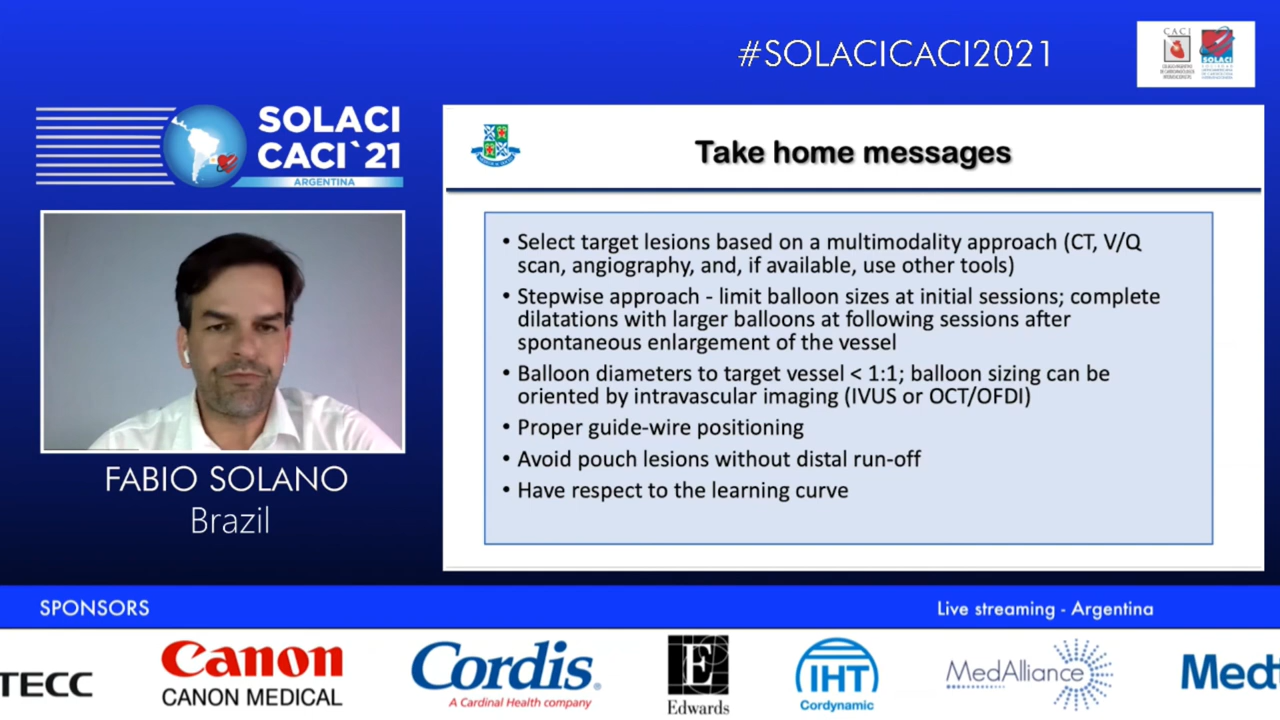 #SOLACICACI2021
CACI
SOLACI
SOLACI
CACI`21
ARGENTINA
Take home messages
• Select target lesions based on a multimodality approach (CT, V/Q
scan, angiography, and, if available, use other tools)
• Stepwise approach - limit balloon sizes at initial sessions; complete
dilatations with larger balloons at following sessions after
spontaneous enlargement of the vessel
• Balloon diameters to target vessel < 1:1; balloon sizing can be
oriented by intravascular imaging (IVUS or OCT/OFDI)
• Proper guide-wire positioning
• Avoid pouch lesions without distal run-off
• Have respect to the learning curve
FABIO SOLANO
Brazil
SPONSORS
Live streaming - Argentina
TECC
Canon
CANON MEDICAL
Cordis®
A Cardinal Health company
E
Edwards
IHT
Cordynamic
MedAlliance
Medt